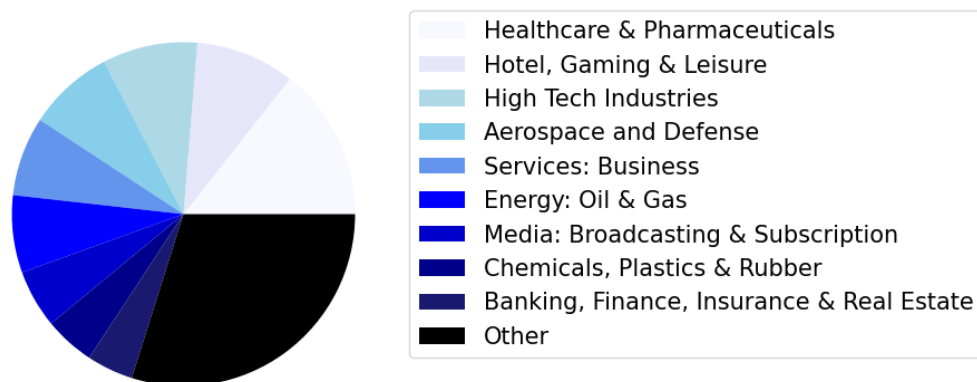 Healthcare & Pharmaceuticals
Hotel, Gaming & Leisure
High Tech Industries
Aerospace and Defense
Services: Business
Energy: Oil & Gas
Media: Broadcasting & Subscription
Chemicals, Plastics & Rubber
Banking, Finance, Insurance & Real Estate
Other